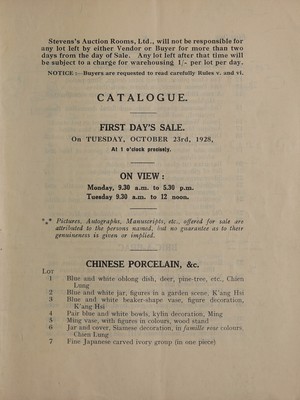 Stevens's Auction Rooms, Ltd., will not be responsible for
any lot left by either Vendor or Buyer for more than two
days from the day of Sale. Any lot left after that time will
be subject to a charge for warehousing 1/- per lot per day.
NOTICE :—Buyers are requested to read carefully Rules v. and vi.
CATALOGUE.
FIRST DAY'S SALE.
On TUESDAY, OCTOBER 23rd, 1928,
At 1 o'clock precisely.
ON VIEW :
Monday, 9.30 a.m. to 5.30 p.m.
Tuesday 9.30 a.m. to 12 noon.
*** Pictures, Autographs, Manuscripts, etc., offered for sale are
attributed to the persons named, but no guarantee as to their
genuineness is given or implied.
CHINESE PORCELAIN, &c.
Lot
1 Blue and white oblong dish, deer, pine-tree, etc., Chien
Lung
2 Blue and white jar, figures in a garden scene, K'ang Hsi
3 Blue and white beaker-shape vase, figure decoration,
K'ang Hsi
4 Pair blue and white bowls, kylin decoration, Ming
5 Ming vase, with figures in colours, wood stand
6 Jar and cover, Siamese decoration, in famille rose colours,
Chien Lung
7 Fine Japanese carved ivory group (in one piece)